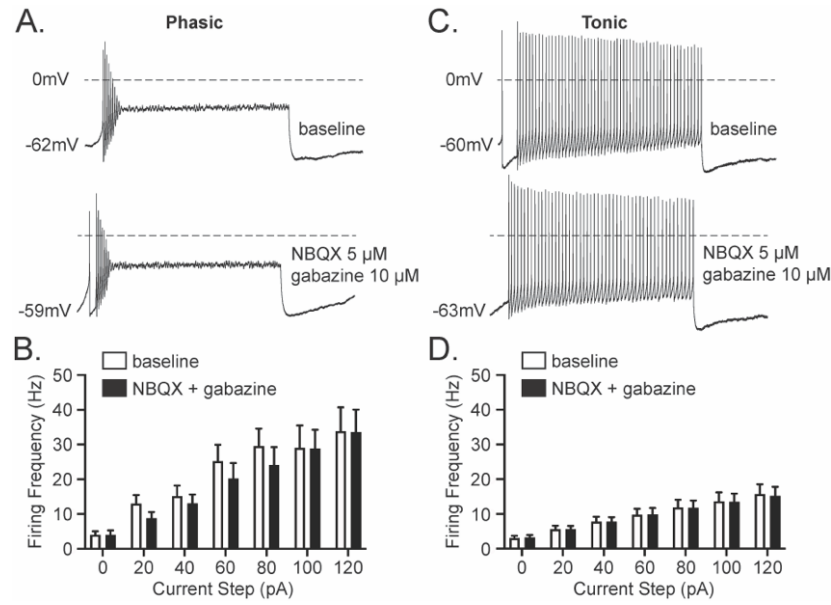 A.
Phasic
0mV
baseline
-62mV
NBQX 5 µM
gabazine 10 µM
-59mV
B.
baseline
NBQX + gabazine
Firing Frequency (Hz)
50
40
30
20
10
0
0 20 40 60 80 100 120
Current Step (pA)
C.
Tonic
0mV
baseline
-60mV
NBQX 5 µM
gabazine 10 µM
-63mV
D.
baseline
NBQX + gabazine
Firing Frequency (Hz)
50
40
30
20
10
0
0 20 40 60 80 100 120
Current Step (pA)